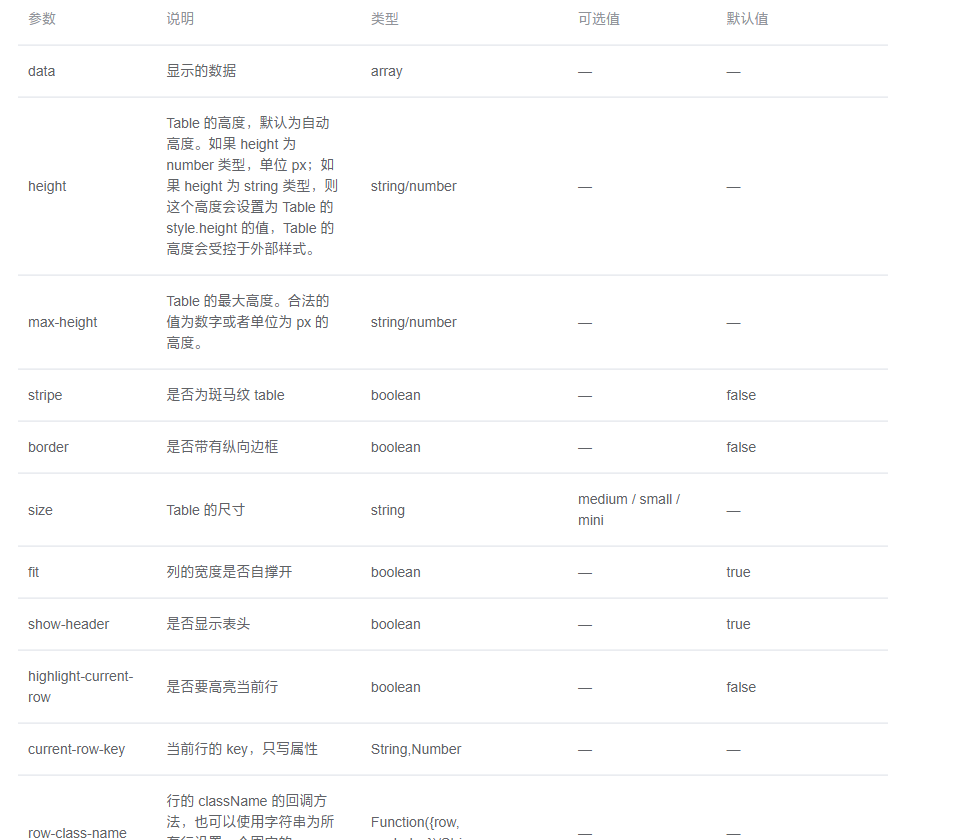 参数 说明 类型 可选值 默认值
data 显示的数据 array — —
Table 的高度，默认为自动
高度。如果 height 为
number 类型，单位 px；如
height 果 height 为 string 类型，则 string/number — —
这个高度会设置为 Table 的
style.height 的值，Table 的
高度会受控于外部样式。
Table 的最大高度。合法的
max-height 值为数字或者单位为 px 的 string/number — —
高度。
stripe 是否为斑马纹 table boolean — false
border 是否带有纵向边框 boolean — false
medium / small /
size Table 的尺寸 string —
mini
fit 列的宽度是否自撑开 boolean — true
show-header 是否显示表头 boolean — true
highlight-current-
row 是否要高亮当前行 boolean — false
current-row-key 当前行的 key，只写属性 String,Number — —
行的 className 的回调方
法，也可以使用字符串为所 Function({row,
row-class-name — —